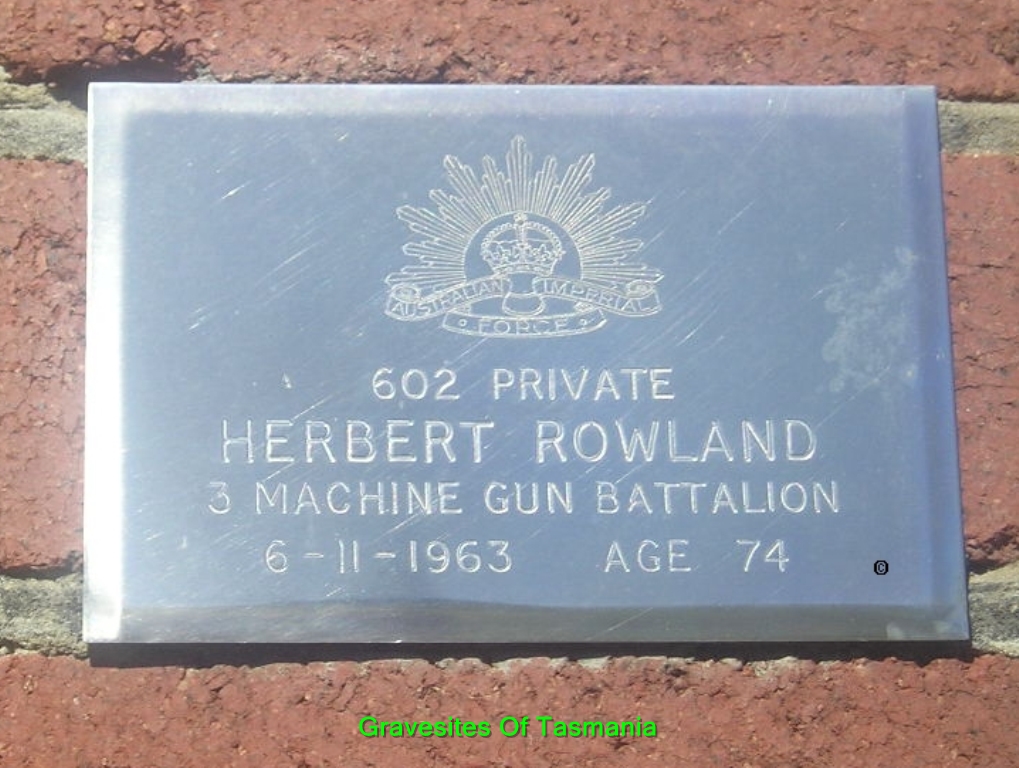 AUSTRALIAN IMPERIAL
FORCE
602 PRIVATE
HERBERT ROWLAND
3 MACHINE GUN BATTALION
6-11-1963 AGE 74
©
Gravesites Of Tasmania